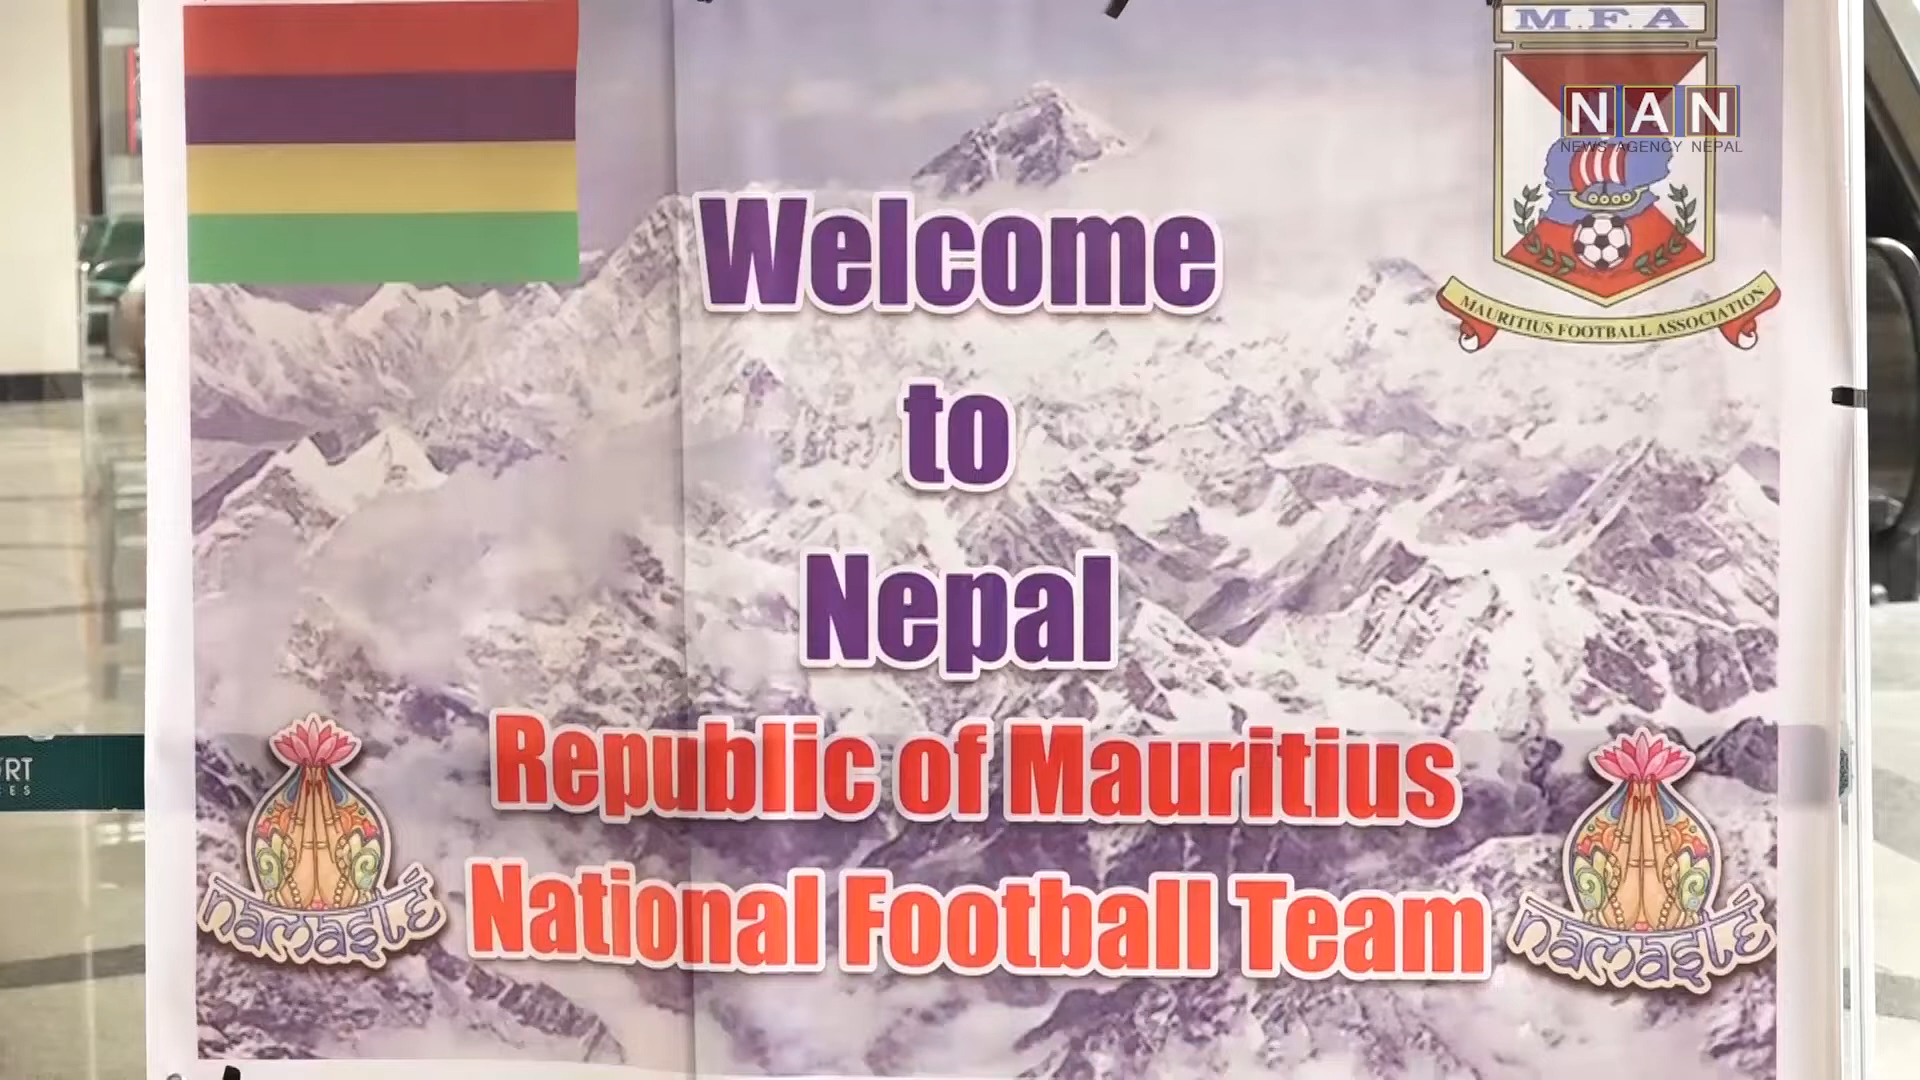 M.F.A
NAN
NEWS AGENCY NEPAL
MAURITIUS FOOTBALL ASSOCIATION
Welcome
to
Nepal
Republic of Mauritius
National Football Team
namasté
namasté